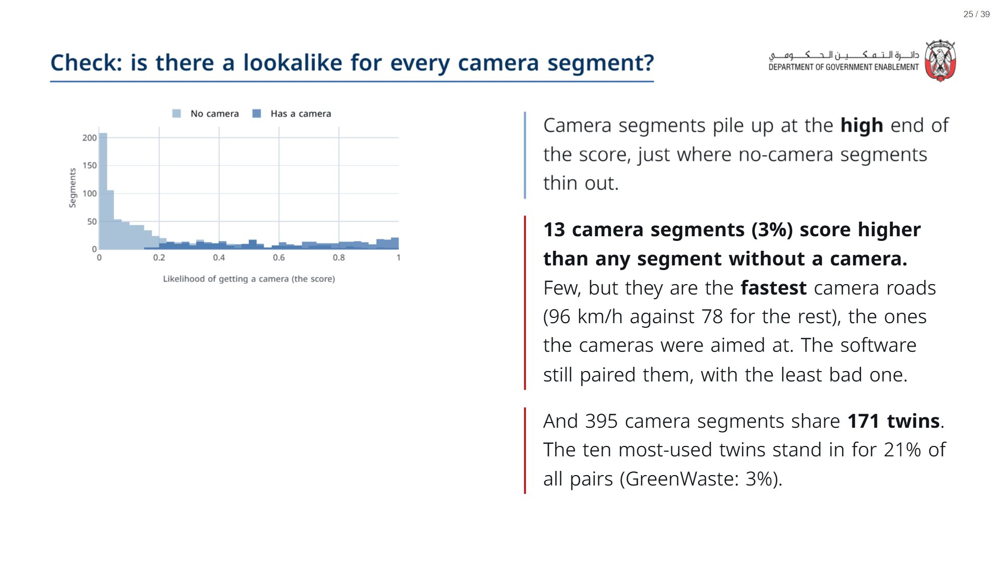 25 / 39
Check: is there a lookalike for every camera segment?
دائــرة الـتـمـكـــيــن الـحــكــومــي
DEPARTMENT OF GOVERNMENT ENABLEMENT
No camera
Has a camera
Segments
200
150
100
50
0
0
0.2
0.4
0.6
0.8
1
Likelihood of getting a camera (the score)
Camera segments pile up at the high end of
the score, just where no-camera segments
thin out.
13 camera segments (3%) score higher
than any segment without a camera.
Few, but they are the fastest camera roads
(96 km/h against 78 for the rest), the ones
the cameras were aimed at. The software
still paired them, with the least bad one.
And 395 camera segments share 171 twins.
The ten most-used twins stand in for 21% of
all pairs (GreenWaste: 3%).